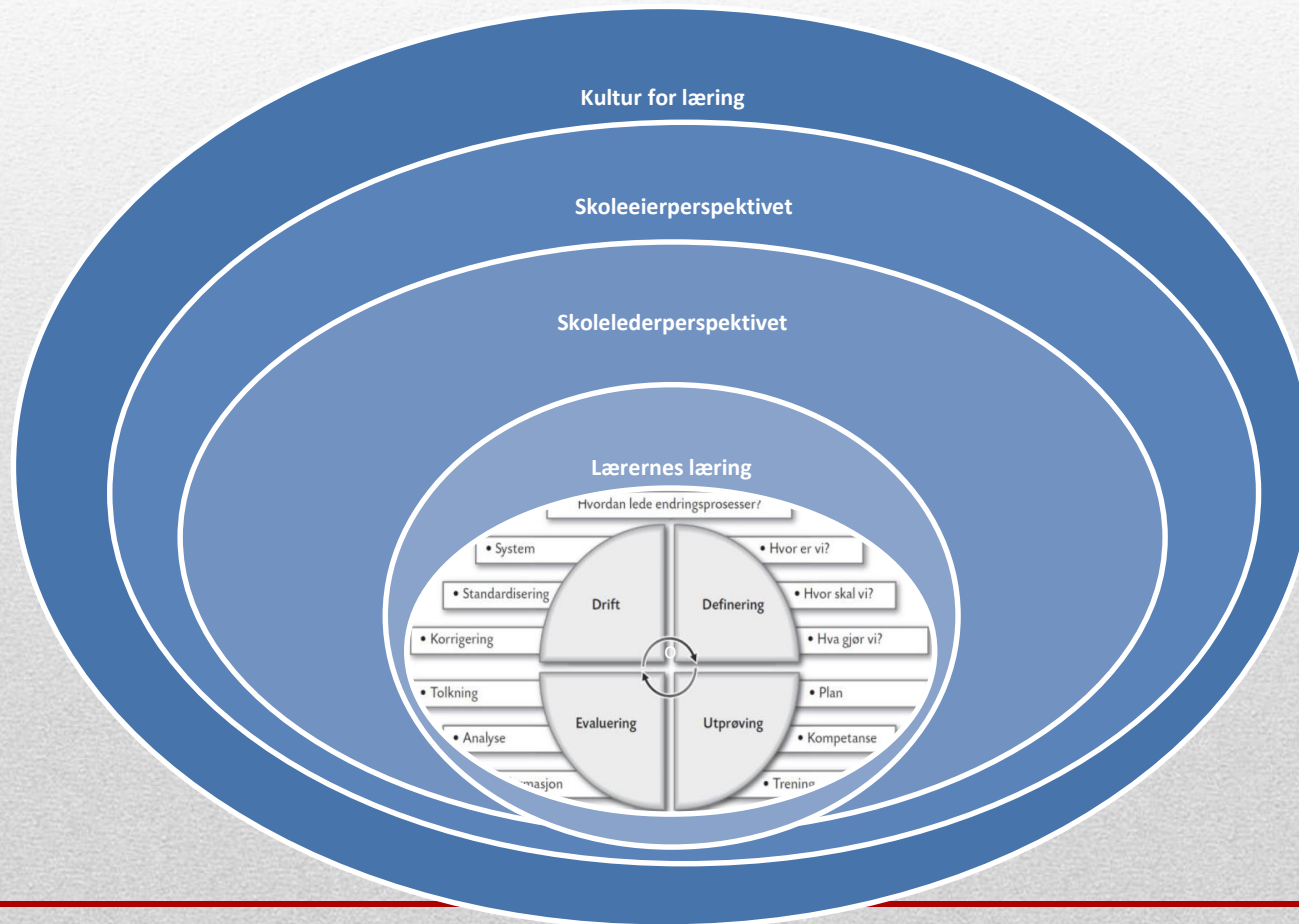 Kultur for læring
Skoleeierperspektivet
Skolelederperspektivet
Lærernes læring
Hvordan lede endringsprosesser?
• System
• Standardisering
• Korrigering
Drift
Definering
• Hvor er vi?
• Hvor skal vi?
• Hva gjør vi?
• Tolkning
• Analyse
Evaluering
Utprøving
• Plan
• Kompetanse
• Trening